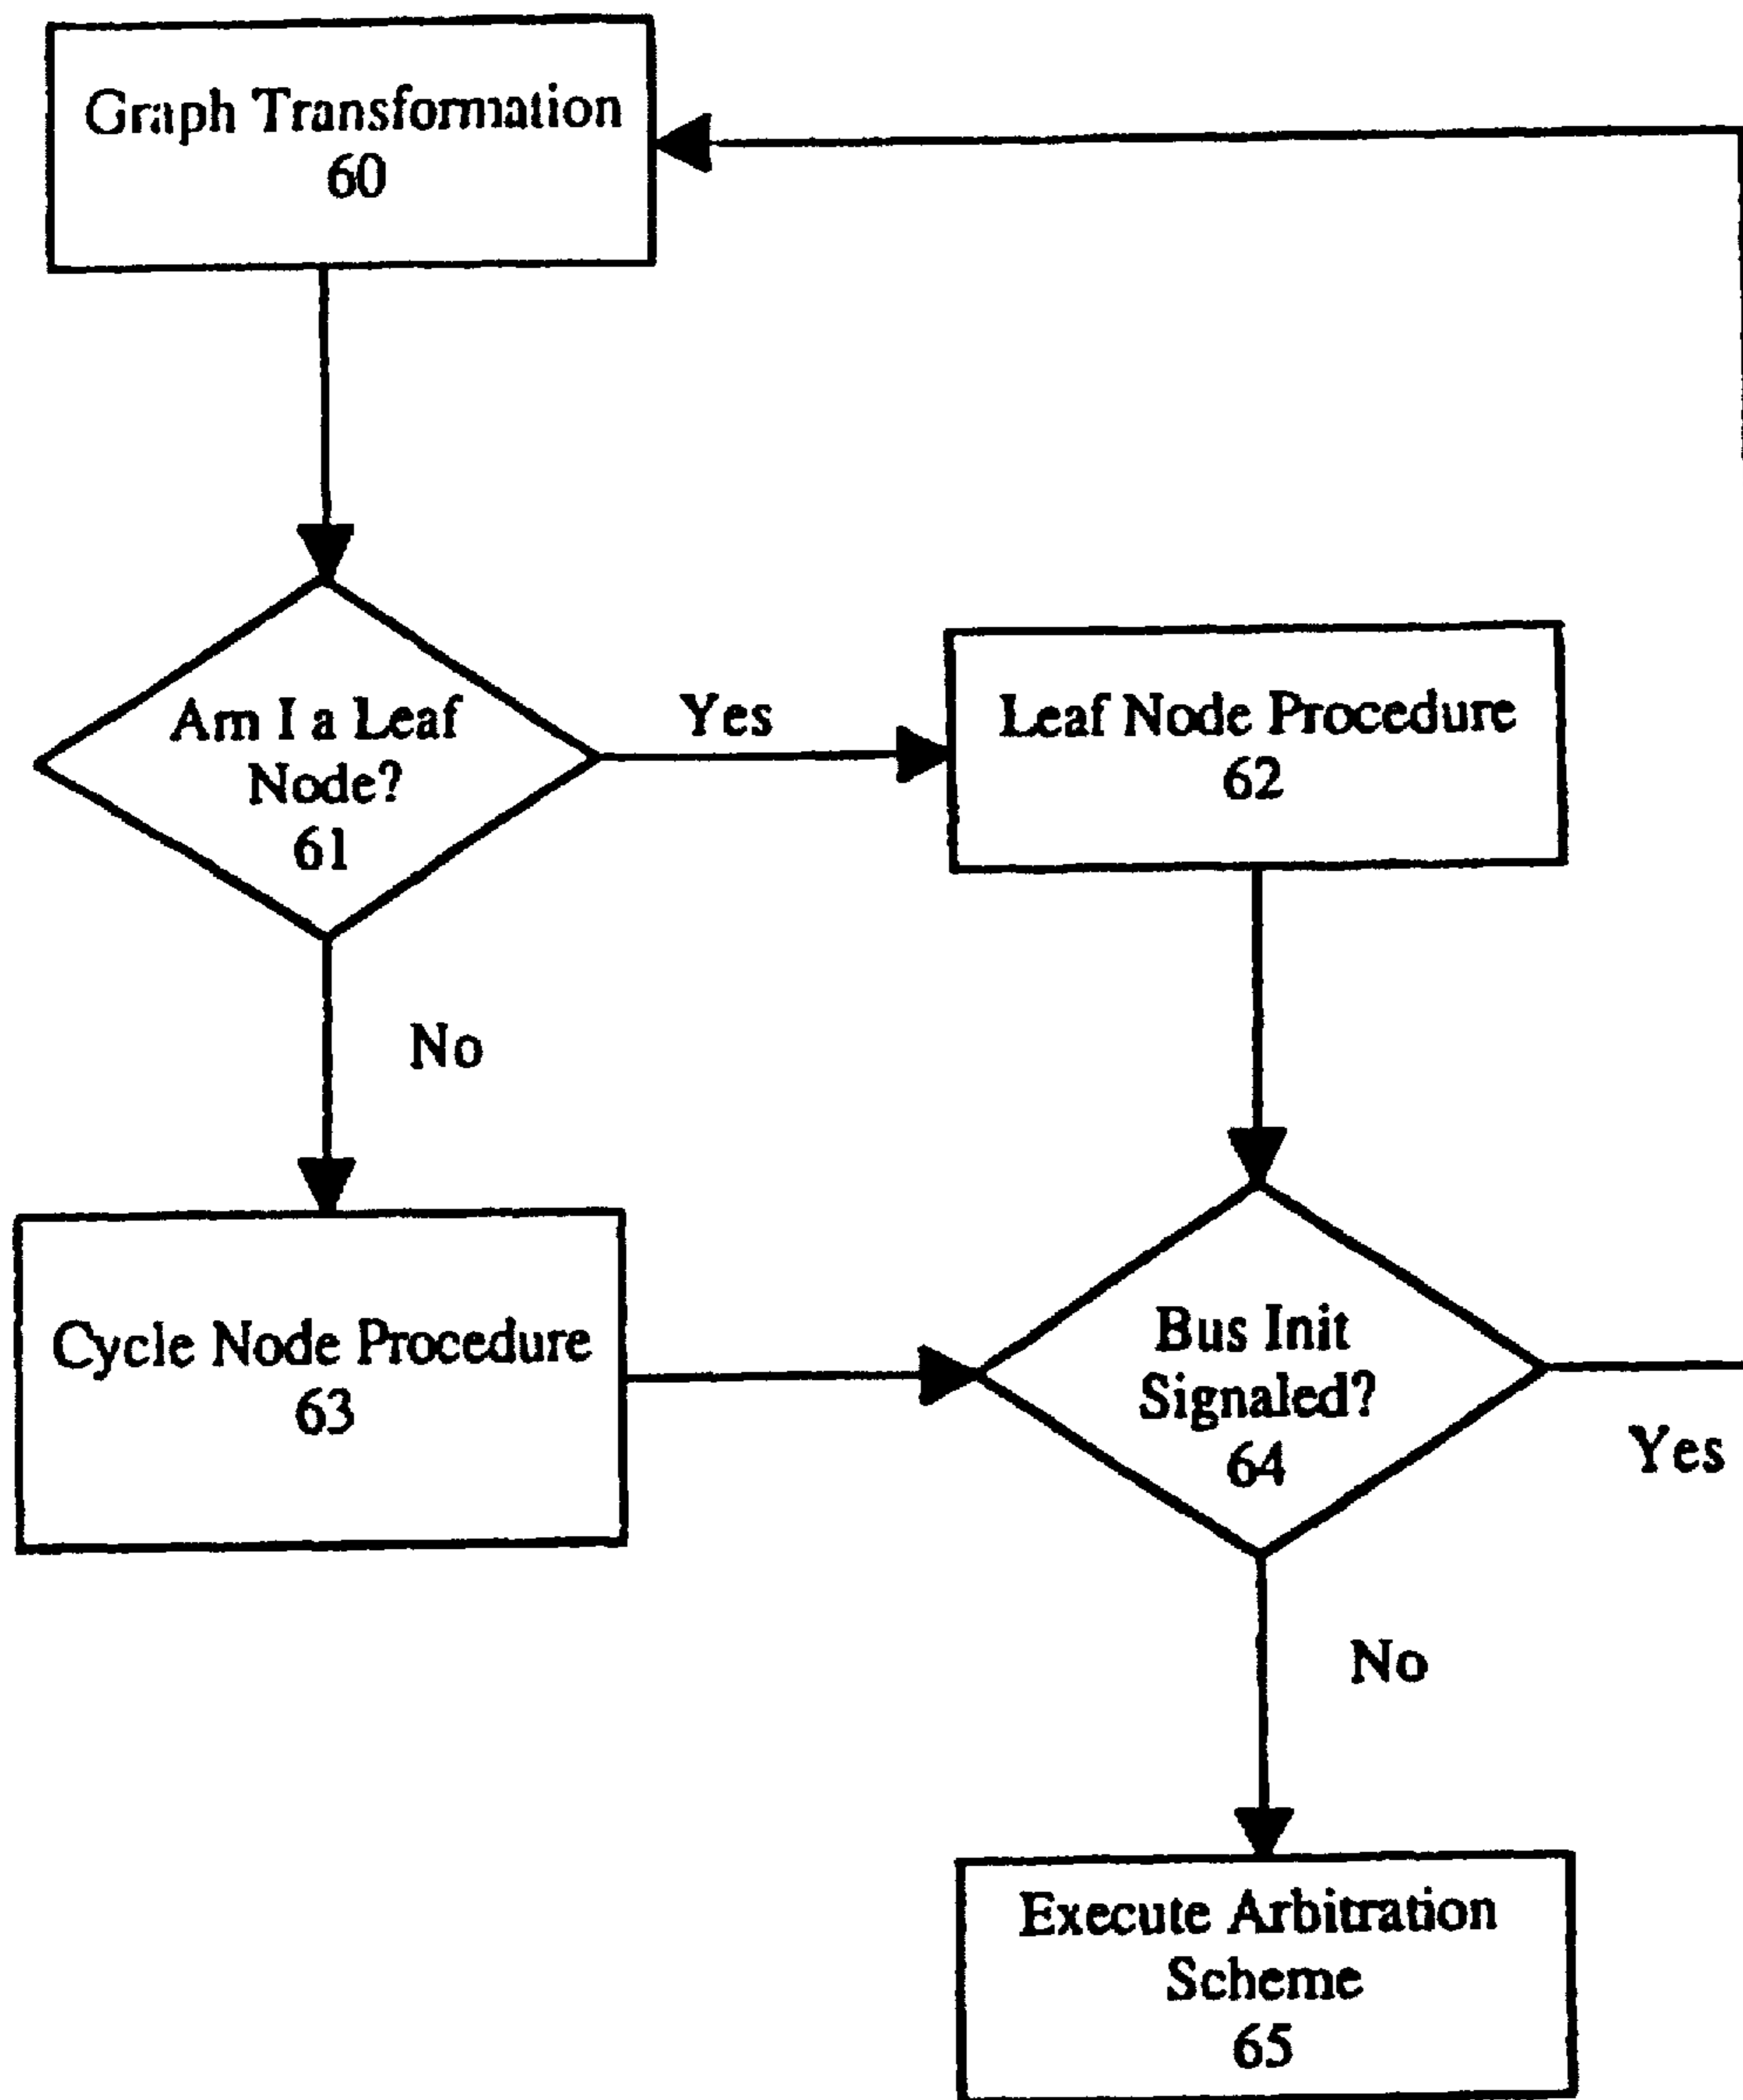 Graph Transformation
60
Am I a Leaf
Node?
61
Yes
Leaf Node Procedure
62
No
Cycle Node Procedure
63
Bus Init
Signaled?
64
Yes
No
Execute Arbitration
Scheme
65